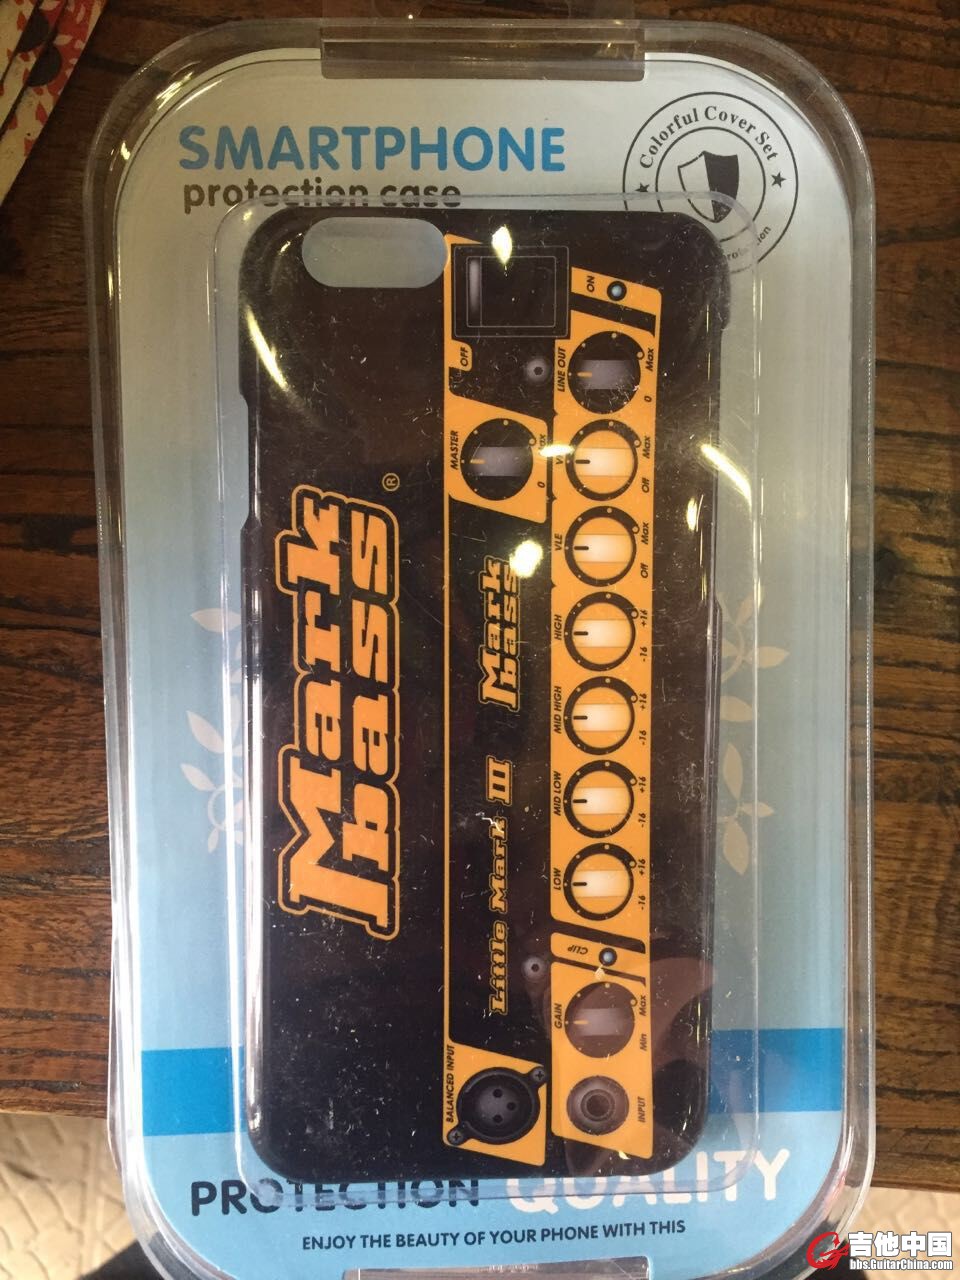 SMARTPHONE
protection case
Colorful Cover Set
Mark
bass
®
OFF
ON
LINE OUT
0
Max
MASTER
0
Off
Max
VLE
Off
Max
HIGH
-16
+16
MID HIGH
-16
+16
MID LOW
-16
+16
LOW
-16
+16
Mark
bass
Little Mark III
CLIP
GAIN
Min
Max
BALANCED INPUT
INPUT
PROTECTION QUALITY
ENJOY THE BEAUTY OF YOUR PHONE WITH THIS
吉他中国
bbs.GuitarChina.com